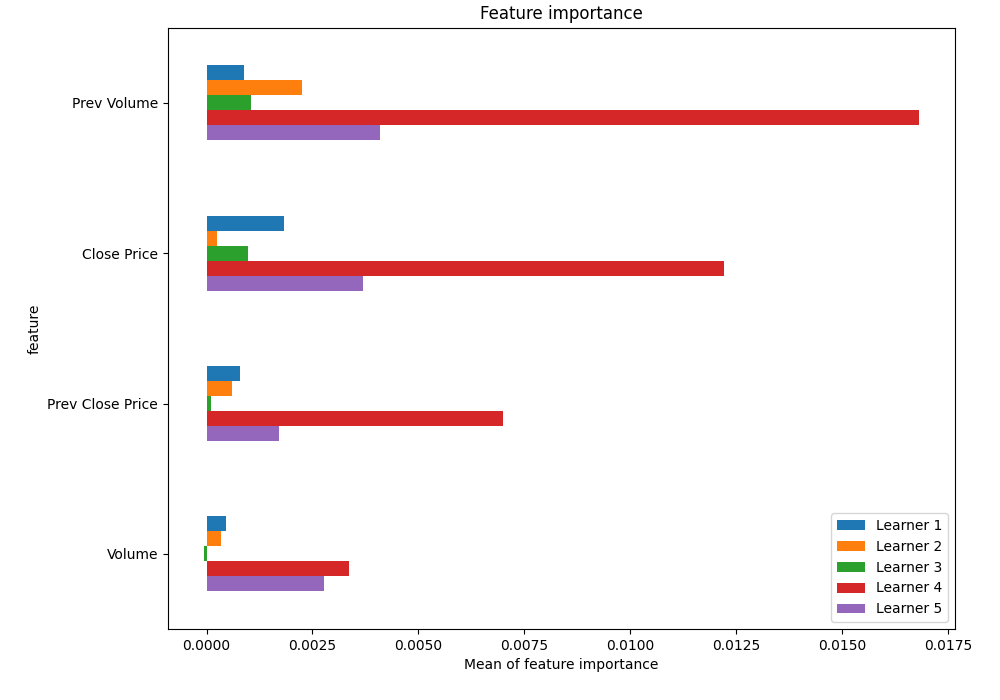 Feature importance
Prev Volume
Close Price
feature
Prev Close Price
Volume
Learner 1
Learner 2
Learner 3
Learner 4
Learner 5
0.0000 0.0025 0.0050 0.0075 0.0100 0.0125 0.0150 0.0175
Mean of feature importance